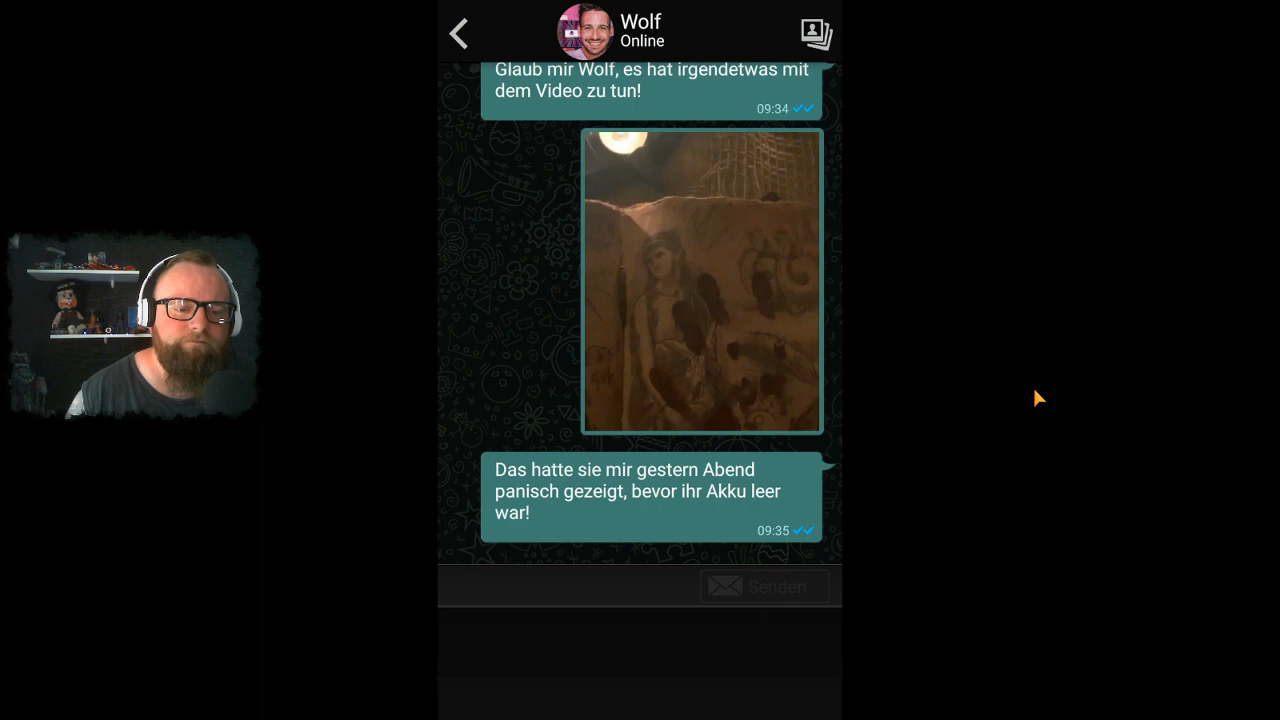 Wolf
Online
Glaub mir Wolf, es hat irgendetwas mit
dem Video zu tun!
09:34
Das hatte sie mir gestern Abend
panisch gezeigt, bevor ihr Akku leer
war!
09:35
Senden